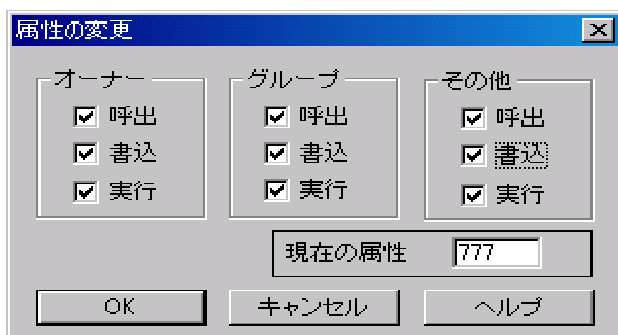 属性の変更
オーナー グループ その他
呼出 呼出 呼出
書込 書込 書込
実行 実行 実行
現在の属性 777
OK キャンセル ヘルプ